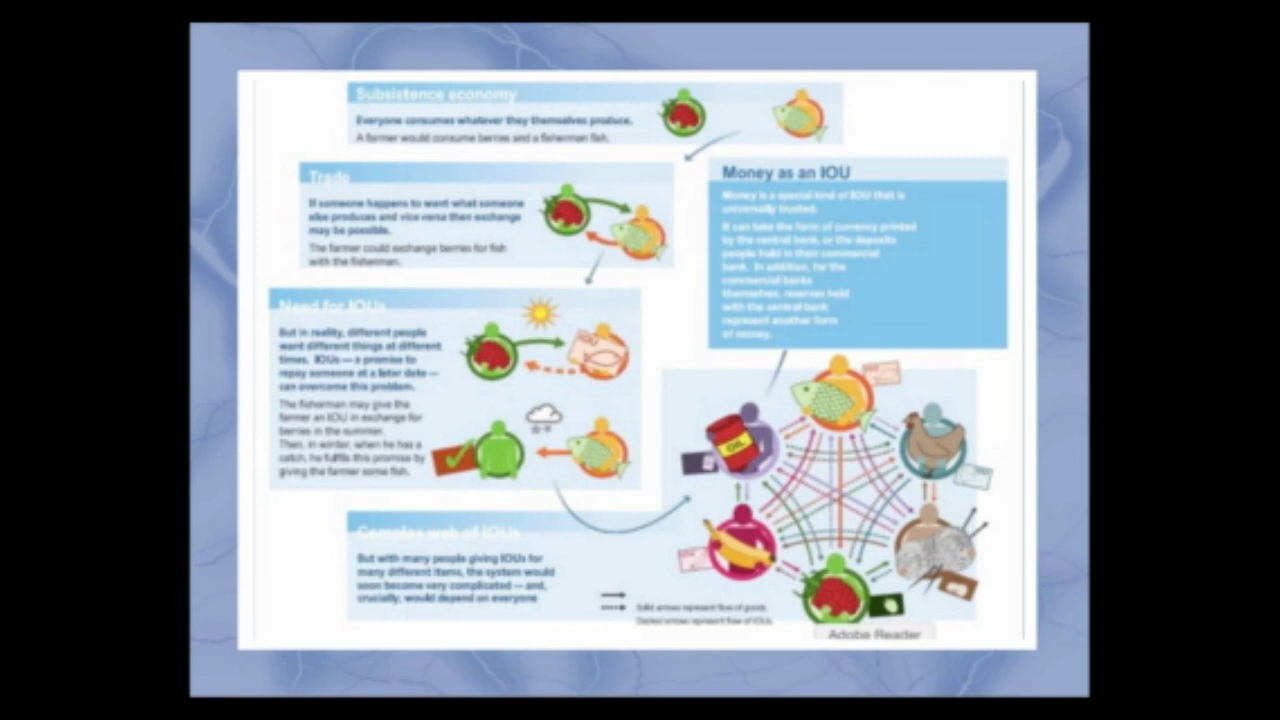 Subsistence economy
Everyone consumes whatever they themselves produce.
A farmer would consume berries and a fisherman fish.
Trade
If someone happens to want what someone
else produces and vice versa then exchange
may be possible.
The farmer could exchange berries for fish
with the fisherman.
Need for IOUs
But in reality, different people
want different things at different
times. IOUs — a promise to
repay someone at a later date —
can overcome this problem.
The fisherman may give the
farmer an IOU in exchange for
berries in the summer.
Then, in winter, when he has a
catch, he fulfils this promise by
giving the farmer some fish.
IOU
Complex web of IOUs
But with many people giving IOUs for
many different items, the system would
soon become very complicated — and,
crucially, would depend on everyone
Money as an IOU
Money is a special kind of IOU that is
universally trusted.
It can take the form of currency printed
by the central bank, or the deposits
people hold in their commercial
bank. In addition, for the
commercial banks
themselves, reserves held
with the central bank
represent another form
of money.
OIL
Solid arrows represent flow of goods.
Dashed arrows represent flow of IOUs.
Adobe Reader